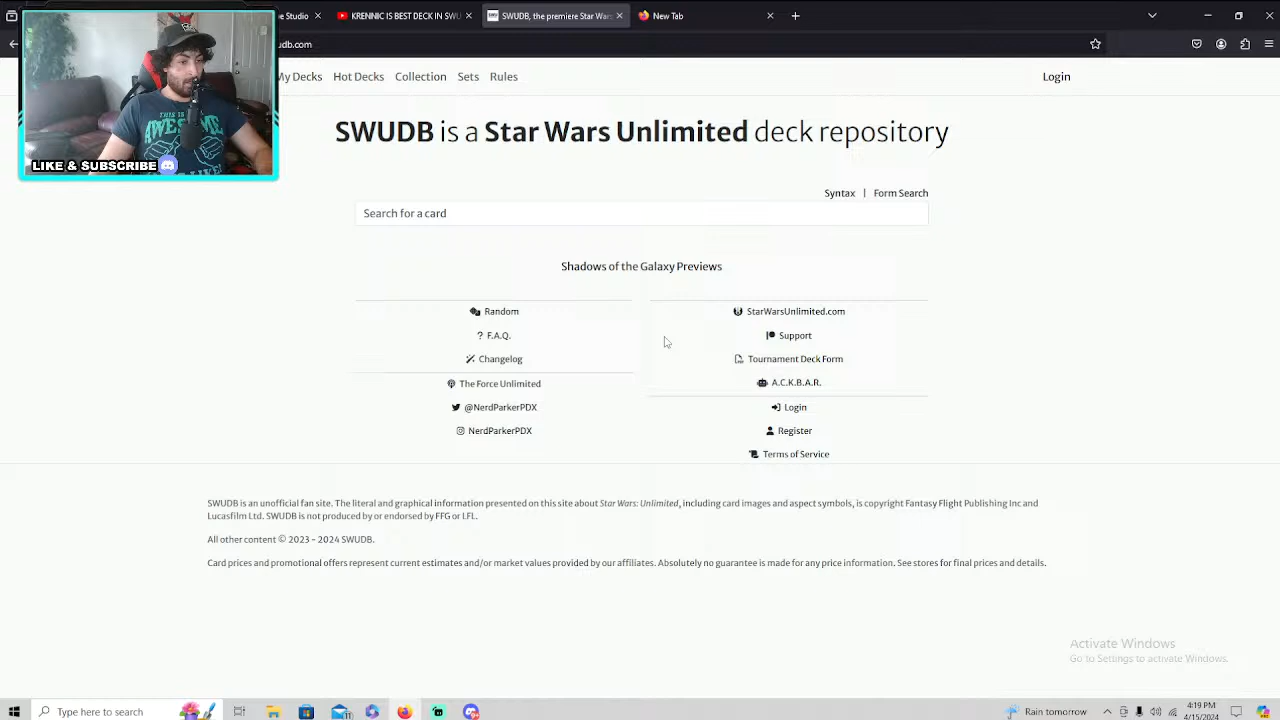 be Studio
KRENNIC IS BEST DECK IN SWU
SWUDB, the premiere Star Wars
New Tab
db.com
My Decks
Hot Decks
Collection
Sets
Rules
Login
SWUDB is a Star Wars Unlimited deck repository
Syntax | Form Search
Search for a card
Shadows of the Galaxy Previews
Random
? F.A.Q.
Changelog
The Force Unlimited
@NerdParkerPDX
NerdParkerPDX
StarWarsUnlimited.com
Support
Tournament Deck Form
A.C.K.B.A.R.
Login
Register
Terms of Service
SWUDB is an unofficial fan site. The literal and graphical information presented on this site about Star Wars: Unlimited, including card images and aspect symbols, is copyright Fantasy Flight Publishing Inc and
Lucasfilm Ltd. SWUDB is not produced by or endorsed by FFG or LFL.
All other content © 2023 - 2024 SWUDB.
Card prices and promotional offers represent current estimates and/or market values provided by our affiliates. Absolutely no guarantee is made for any price information. See stores for final prices and details.
THIS IS
AWESOME
LIKE & SUBSCRIBE
Activate Windows
Go to Settings to activate Windows.
Type here to search
Rain tomorrow
4:19 PM
4/15/2024